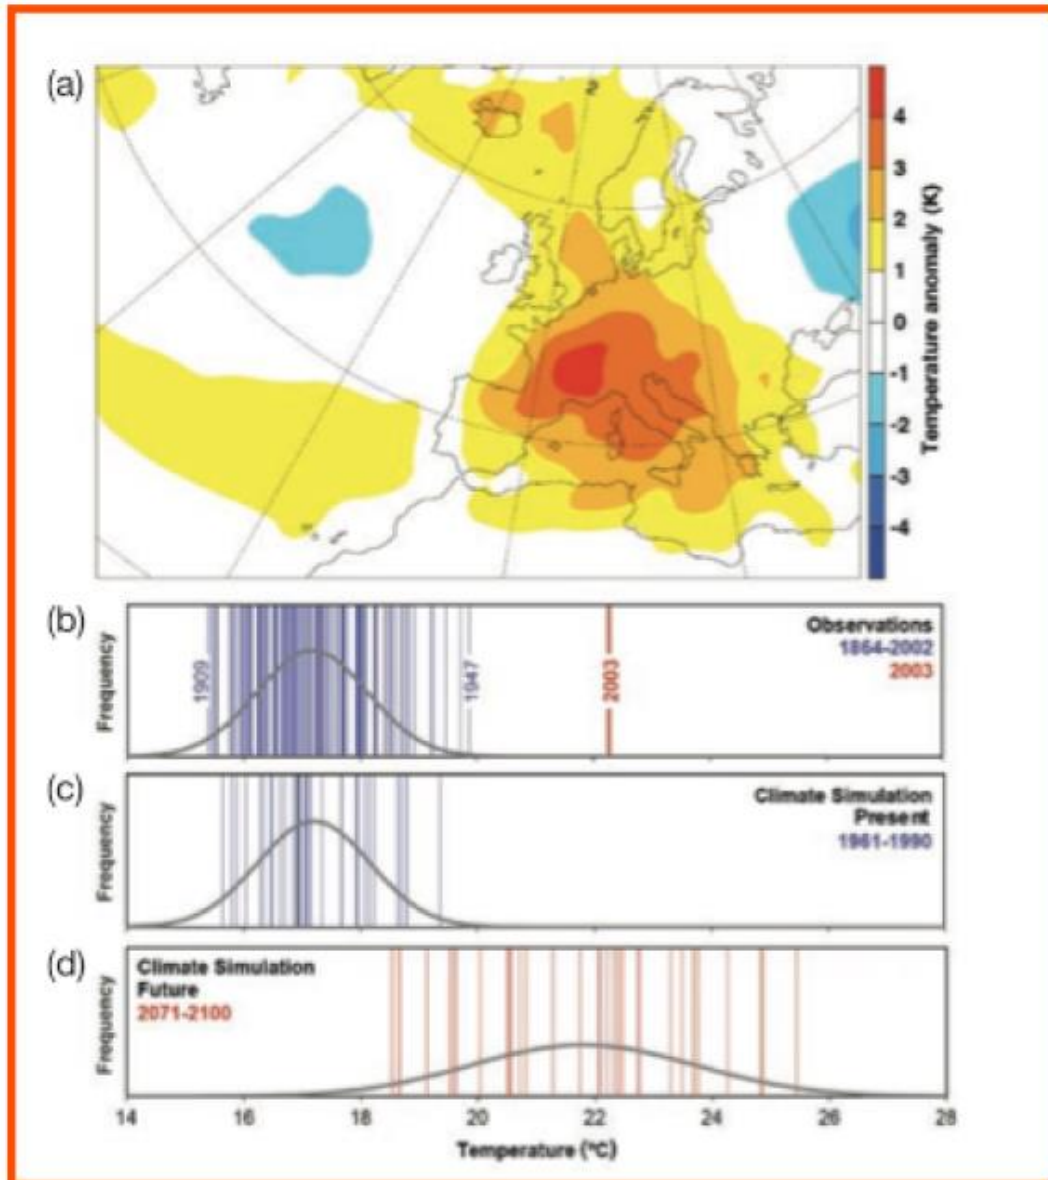 (a)
2
4
3
2
1
0
-1
-2
-3
-4
Temperature anomaly (K)
(b)
Frequency
1909
1947
2003
Observations
1864-2002
2003
(c)
Frequency
Climate Simulation
Present
1961-1990
(d)
Frequency
Climate Simulation
Future
2071-2100
14 16 18 20 22 24 26 28
Temperature (°C)